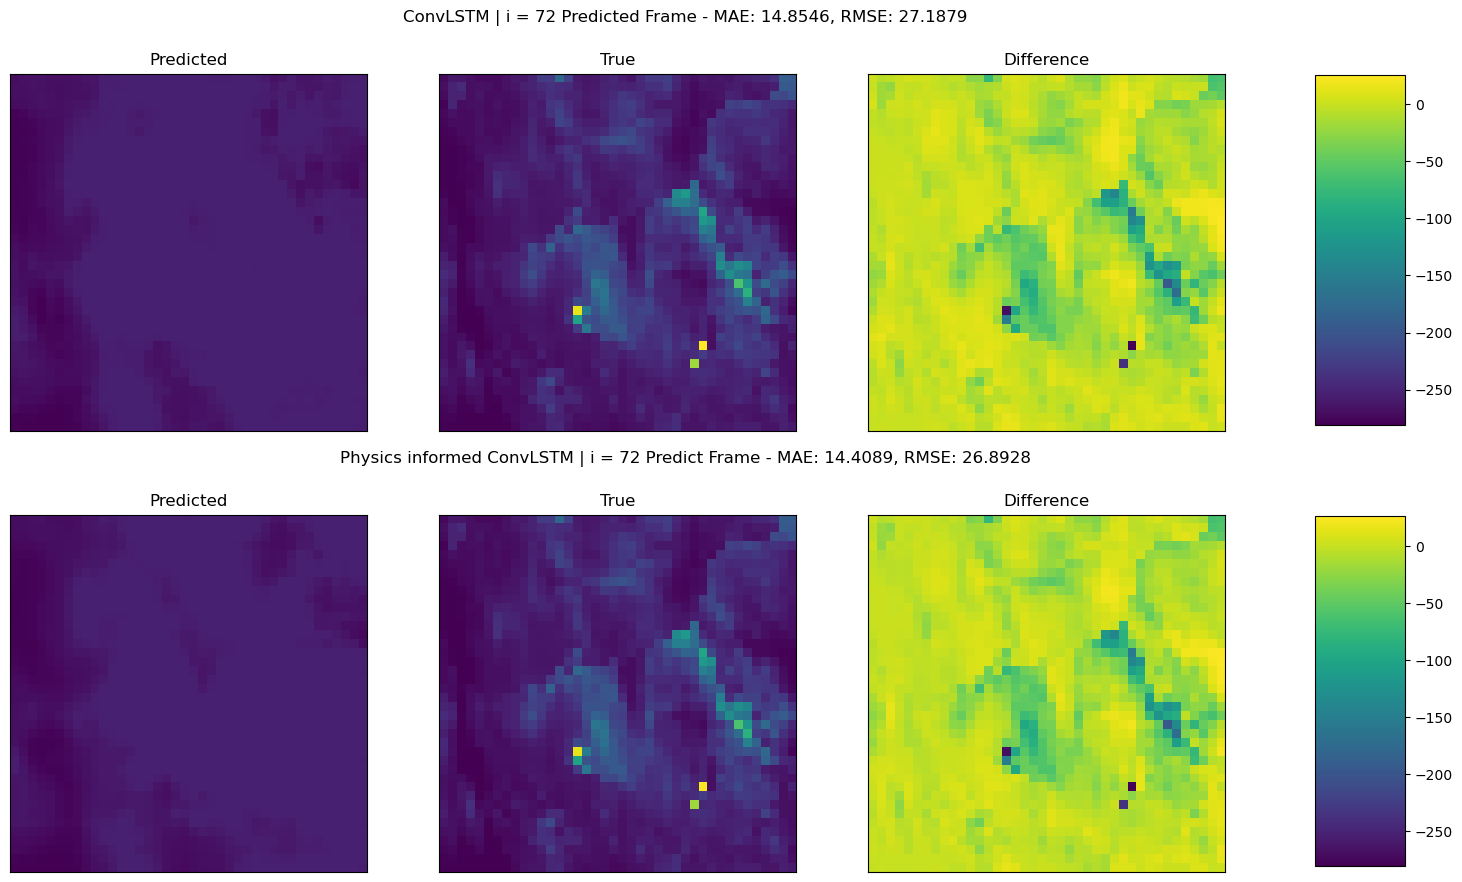 ConvLSTM | i = 72 Predicted Frame - MAE: 14.8546, RMSE: 27.1879
Predicted
True
Difference
0
−50
−100
−150
−200
−250
Physics informed ConvLSTM | i = 72 Predict Frame - MAE: 14.4089, RMSE: 26.8928
Predicted
True
Difference
0
−50
−100
−150
−200
−250